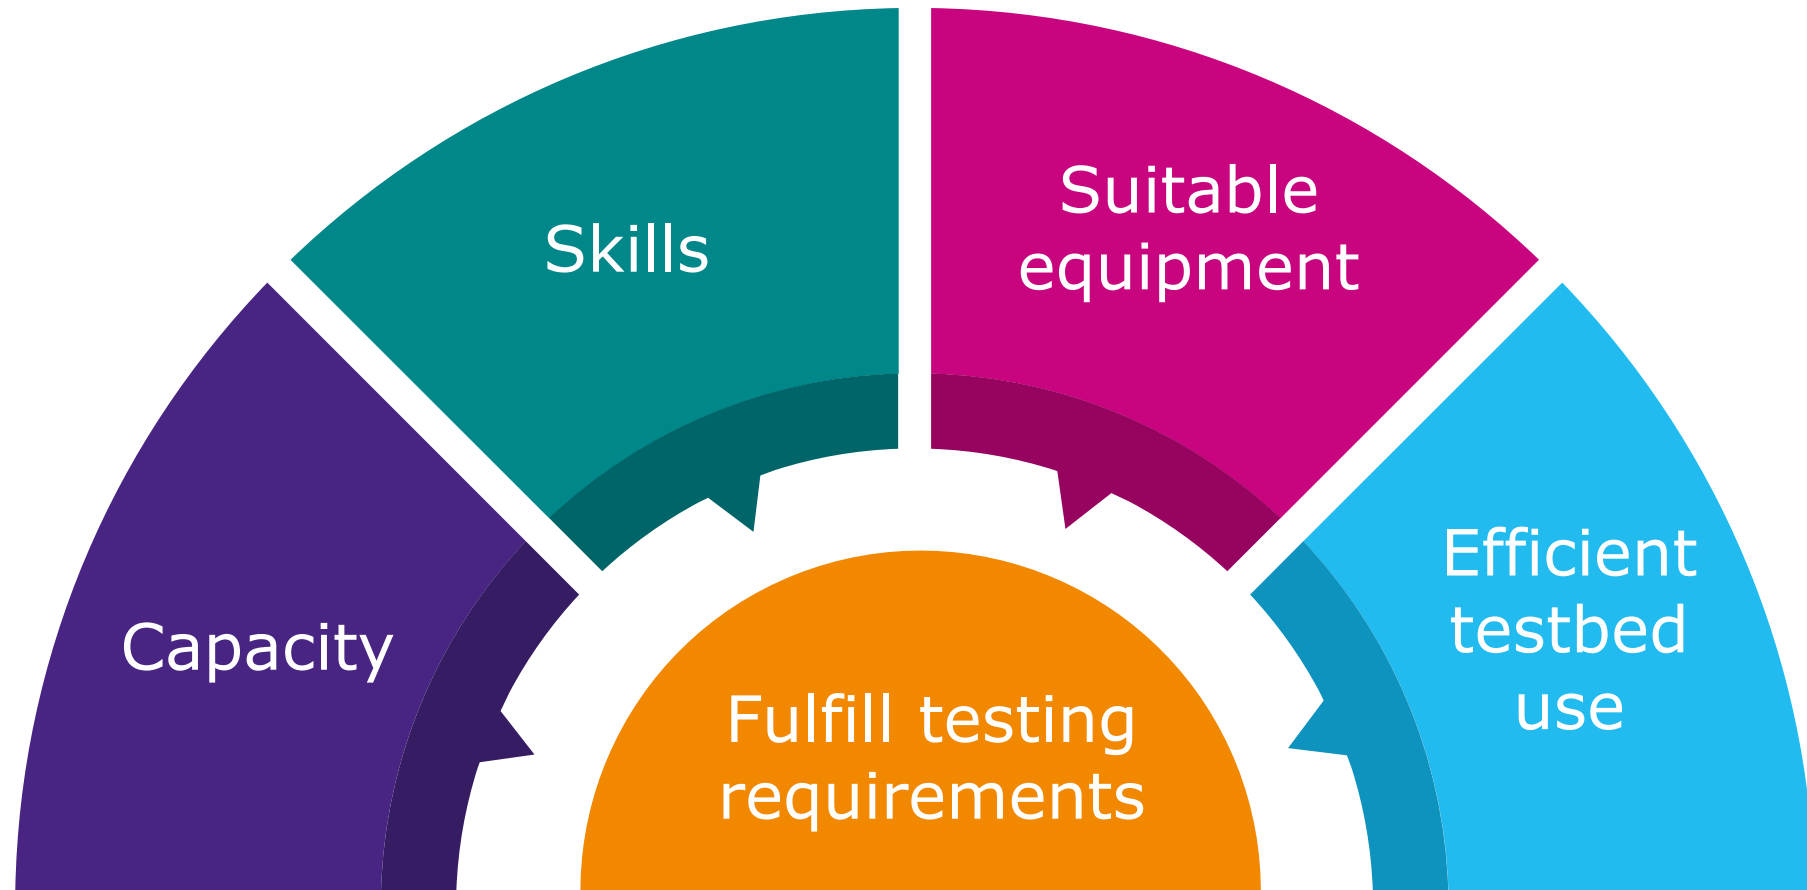 Capacity
Skills
Suitable
equipment
Efficient
testbed
use
Fulfill testing
requirements